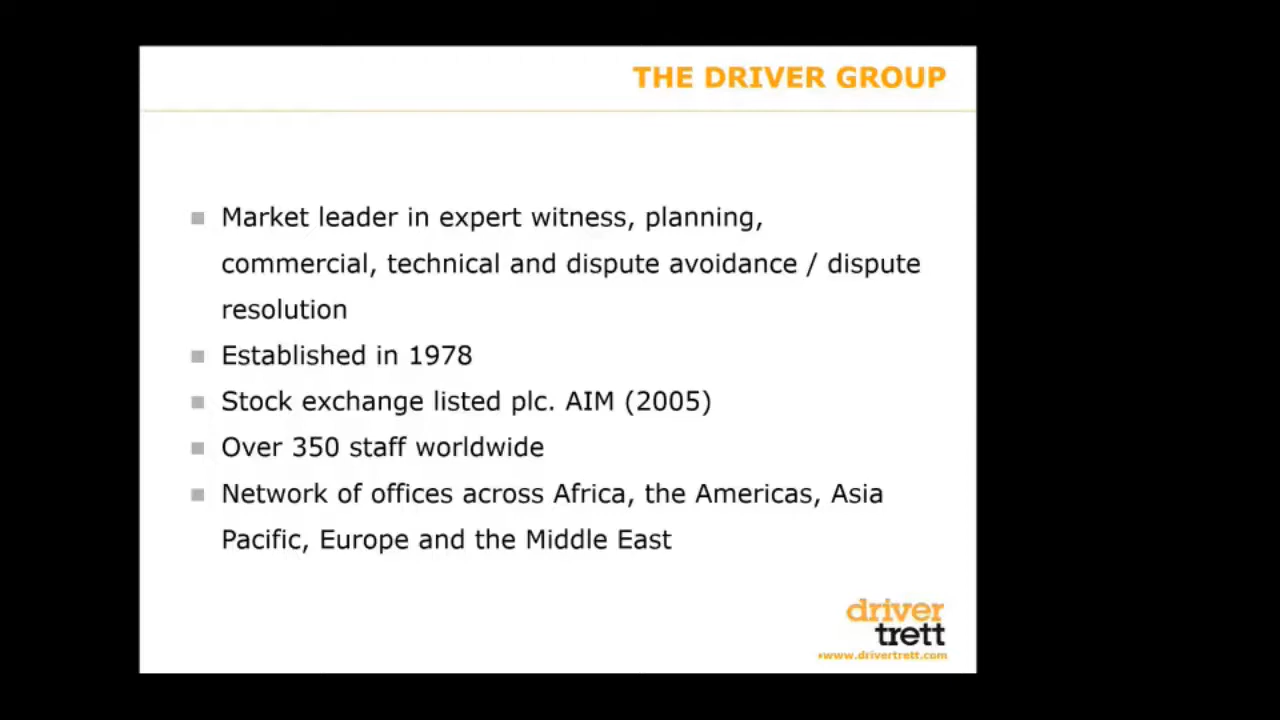 THE DRIVER GROUP
Market leader in expert witness, planning,
commercial, technical and dispute avoidance / dispute
resolution
Established in 1978
Stock exchange listed plc. AIM (2005)
Over 350 staff worldwide
Network of offices across Africa, the Americas, Asia
Pacific, Europe and the Middle East
driver
trett
•www.drivertrett.com